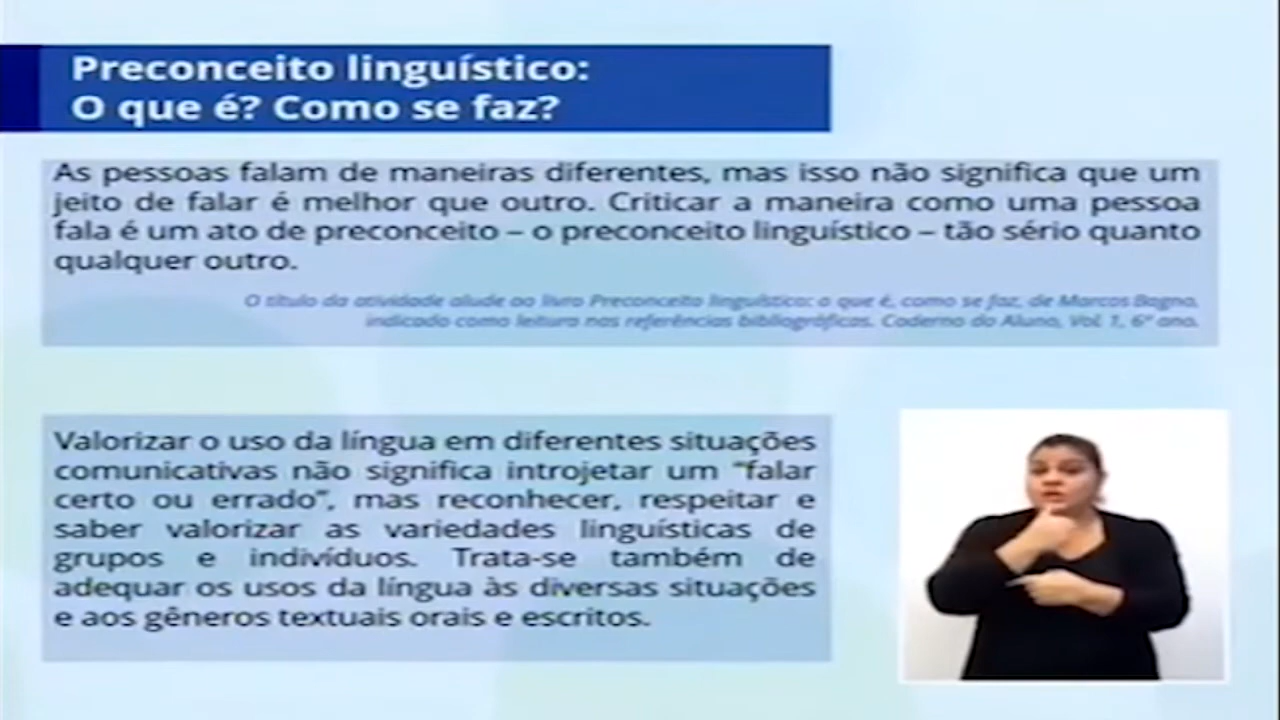 Preconceito linguístico:
O que é? Como se faz?
As pessoas falam de maneiras diferentes, mas isso não significa que um
jeito de falar é melhor que outro. Criticar a maneira como uma pessoa
fala é um ato de preconceito – o preconceito linguístico – tão sério quanto
qualquer outro.
O título da atividade alude ao livro Preconceito linguístico: o que é, como se faz, de Marcos Bagno,
indicado como leitura nas referências bibliográficas. Caderno do Aluno, Vol. 1, 6º ano.
Valorizar o uso da língua em diferentes situações
comunicativas não significa introjetar um “falar
certo ou errado”, mas reconhecer, respeitar e
saber valorizar as variedades linguísticas de
grupos e indivíduos. Trata-se também de
adequar os usos da língua às diversas situações
e aos gêneros textuais orais e escritos.